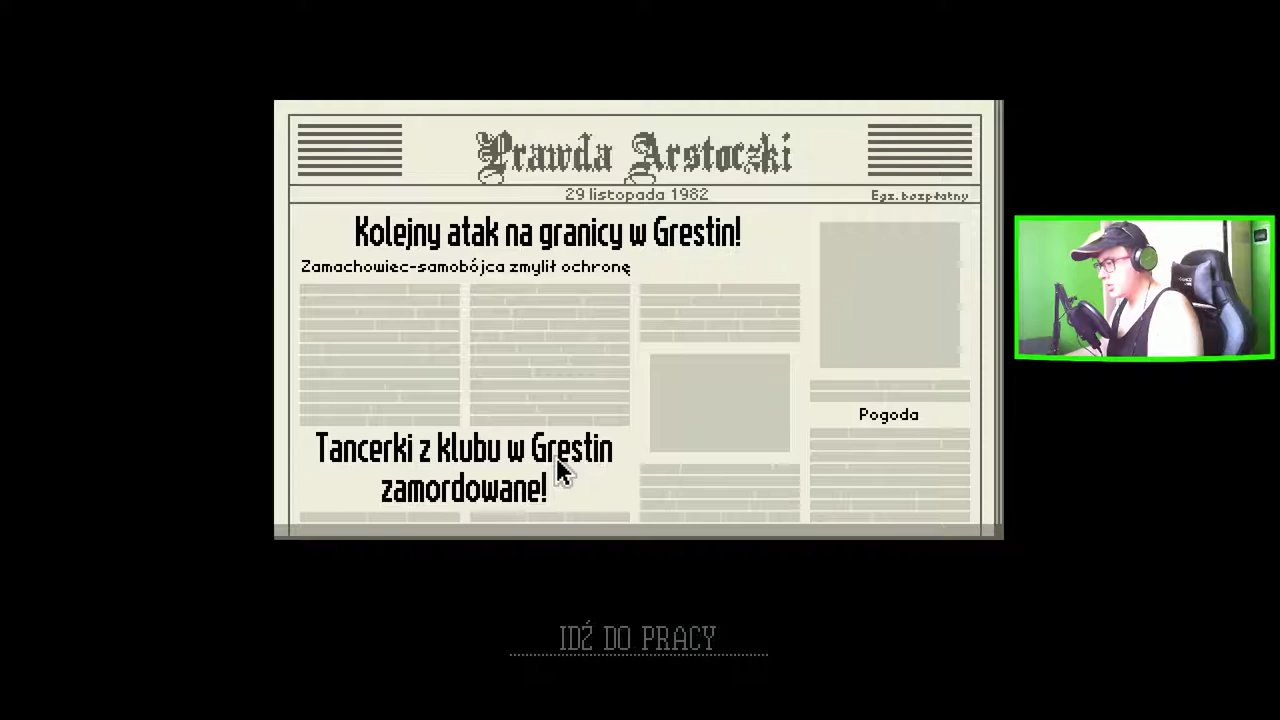 Prawda Arstoczki
29 listopada 1982
Egz. bezpłatny
Kolejny atak na granicy w Grestin!
Zamachowiec-samobójca zmylił ochronę
Pogoda
Tancerki z klubu w Grestin
zamordowane!
IDŹ DO PRACY